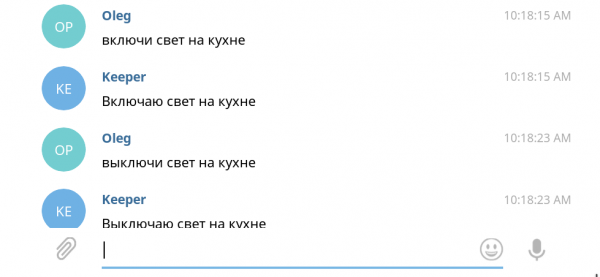 OP Oleg 10:18:15 AM
включи свет на кухне
KE Keeper 10:18:15 AM
Включаю свет на кухне
OP Oleg 10:18:23 AM
выключи свет на кухне
KE Keeper 10:18:23 AM
Выключаю свет на кухне